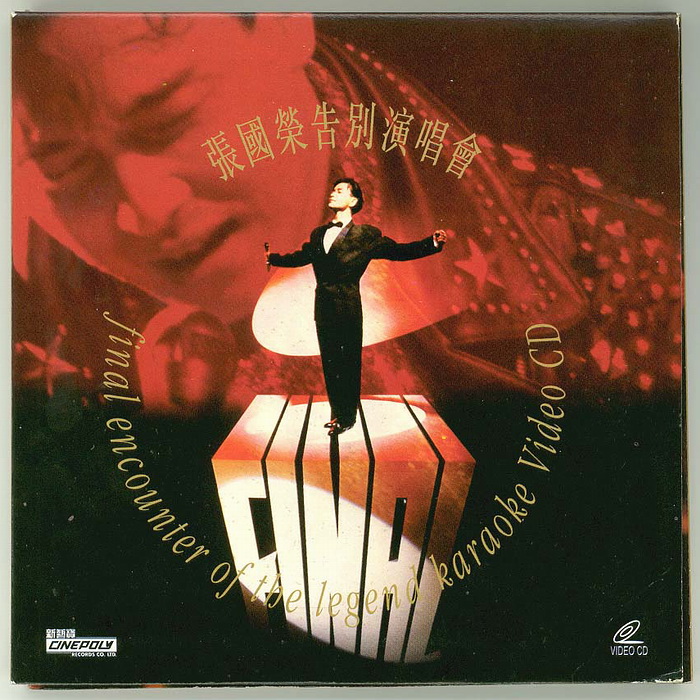 張國榮告別演唱會
FINAL
final encounter of the legend karaoke Video CD
新藝寶
CINEPOLY
RECORDS CO. LTD.
VIDEO CD